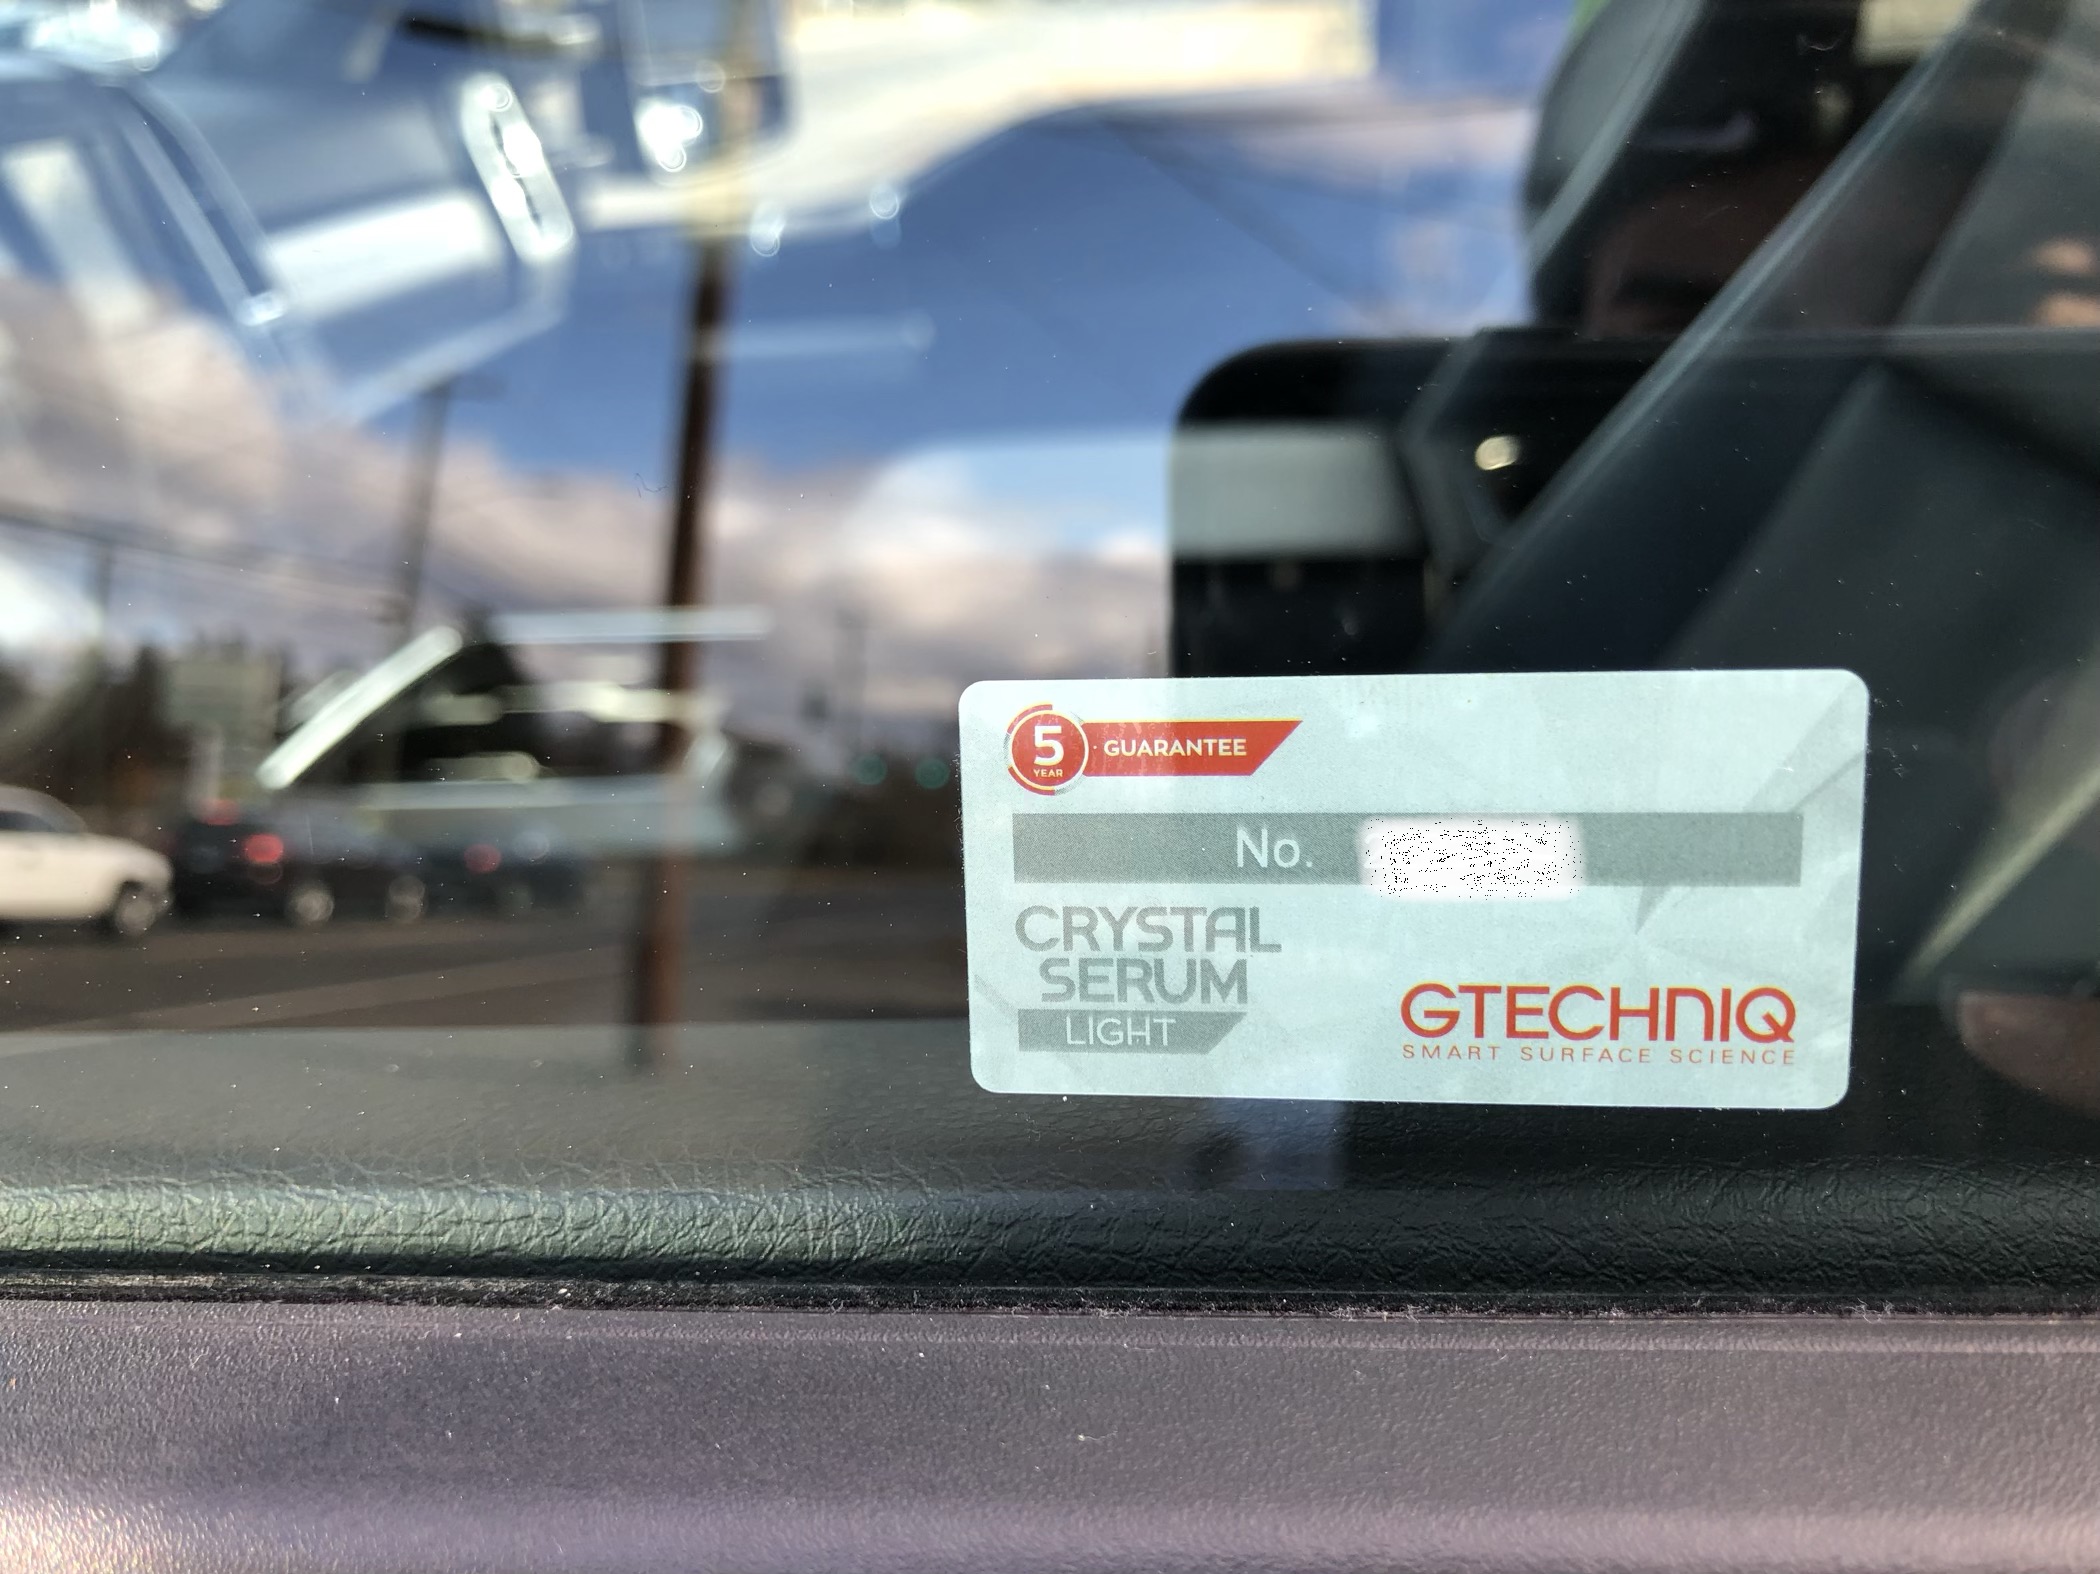 5
YEAR
GUARANTEE
No.
CRYSTAL
SERUM
LIGHT
GTECHNIQ
SMART SURFACE SCIENCE